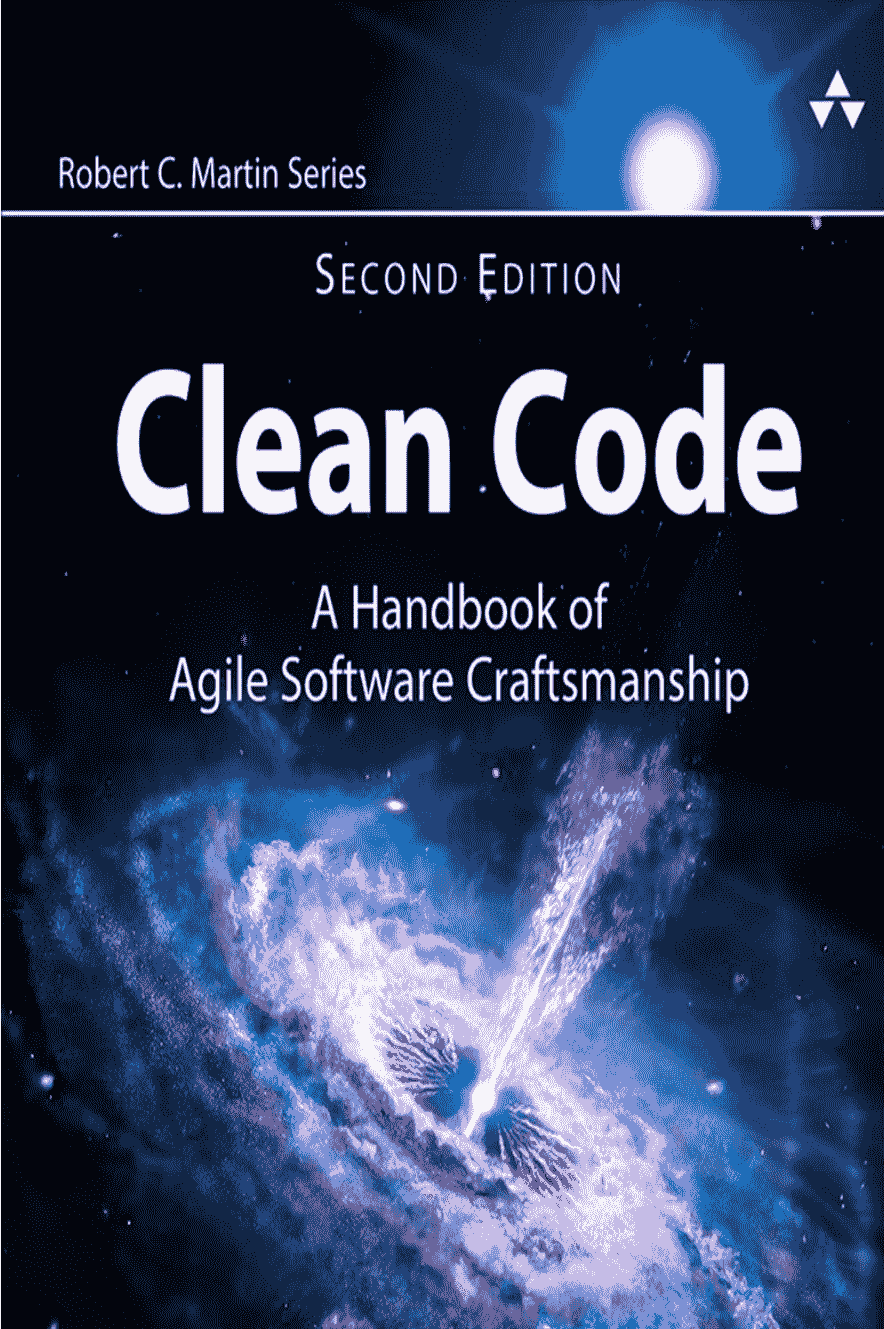 Robert C. Martin Series
SECOND EDITION
Clean Code
A Handbook of
Agile Software Craftsmanship